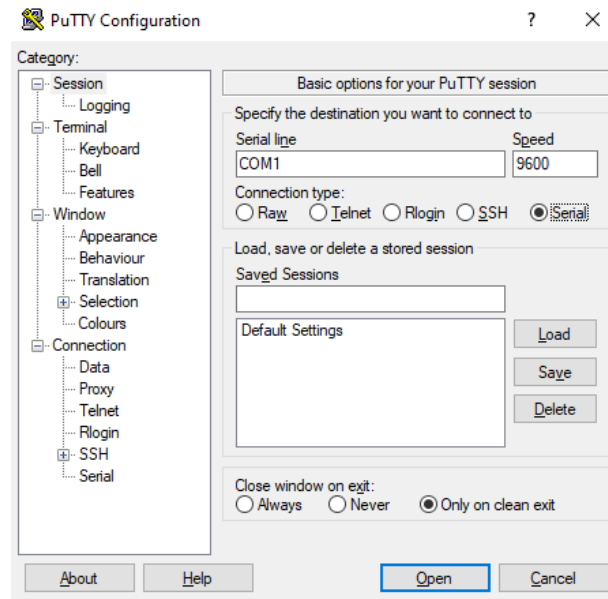 PuTTY Configuration ? ×
Category:
Session
Logging
Terminal
Keyboard
Bell
Features
Window
Appearance
Behaviour
Translation
Selection
Colours
Connection
Data
Proxy
Telnet
Rlogin
SSH
Serial
Basic options for your PuTTY session
Specify the destination you want to connect to
Serial line Speed
COM1 9600
Connection type:
Raw Telnet Rlogin SSH Serial
Load, save or delete a stored session
Saved Sessions
Default Settings
Load
Save
Delete
Close window on exit:
Always Never Only on clean exit
About Help Open Cancel